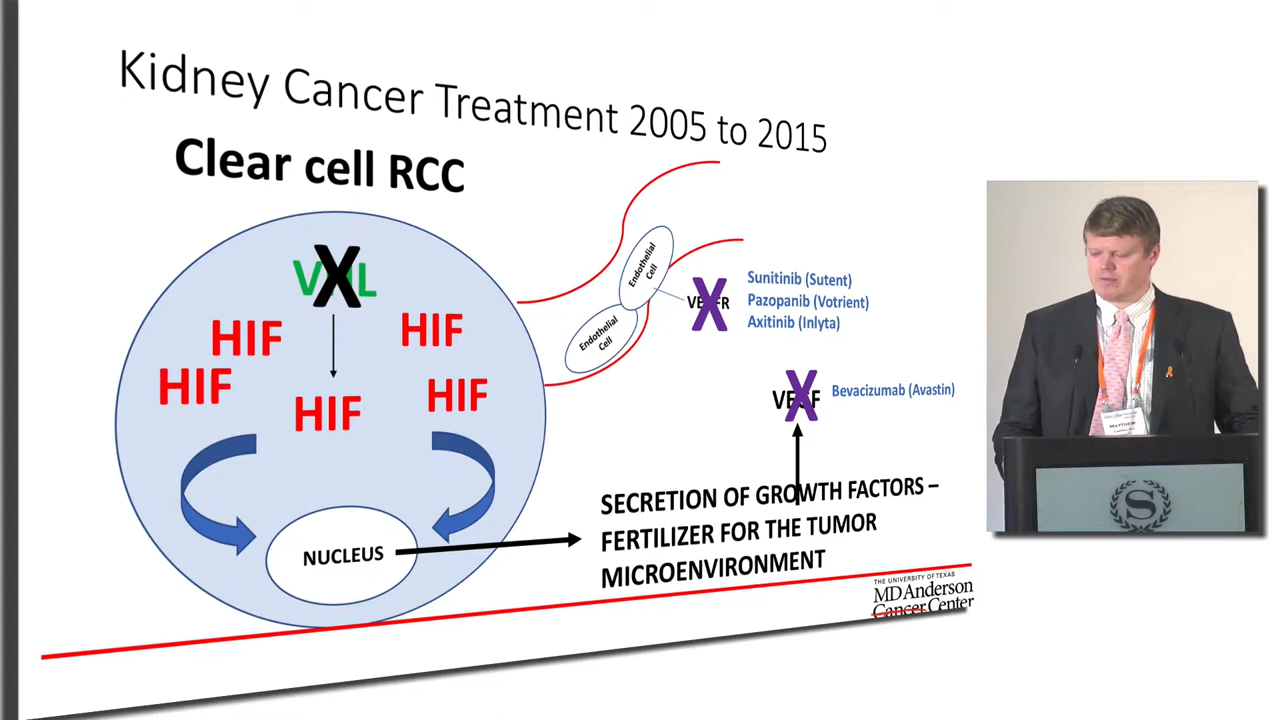 Kidney Cancer Treatment 2005 to 2015
Clear cell RCC
HIF
HIF
HIF
HIF
HIF
NUCLEUS
Endothelial
Cell
Endothelial
Cell
Sunitinib (Sutent)
Pazopanib (Votrient)
Axitinib (Inlyta)
Bevacizumab (Avastin)
SECRETION OF GROWTH FACTORS –
FERTILIZER FOR THE TUMOR
MICROENVIRONMENT
THE UNIVERSITY OF TEXAS
MD Anderson
Cancer Center
MATTHEW
S